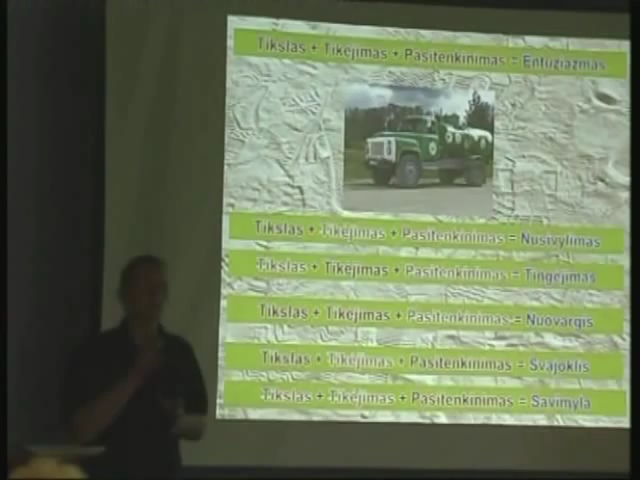 Tikslas + Tikėjimas + Pasitenkinimas = Entuziazmas
Tikslas + Tikėjimas + Pasitenkinimas = Nusivylimas
Tikslas + Tikėjimas + Pasitenkinimas = Tingėjimas
Tikslas + Tikėjimas + Pasitenkinimas = Nuovargis
Tikslas + Tikėjimas + Pasitenkinimas = Svajoklis
Tikslas + Tikėjimas + Pasitenkinimas = Savimyla